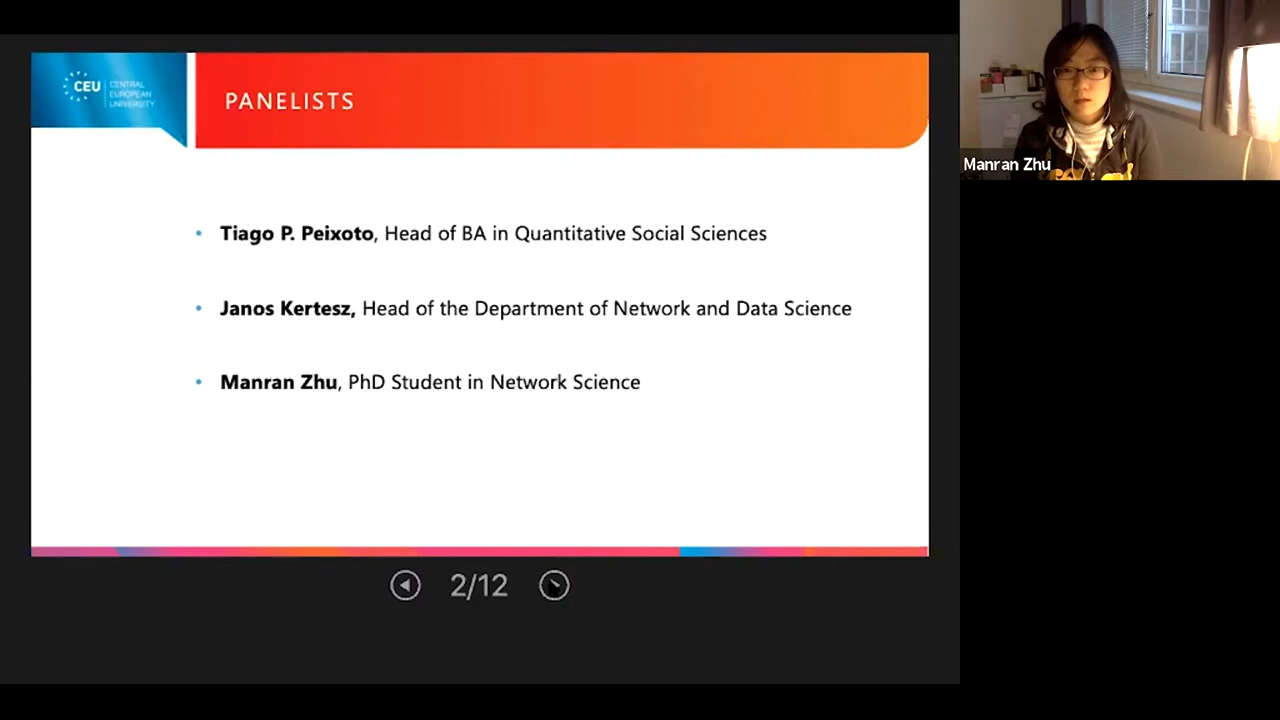 CEU
CENTRAL
EUROPEAN
UNIVERSITY
PANELISTS
• Tiago P. Peixoto, Head of BA in Quantitative Social Sciences
• Janos Kertesz, Head of the Department of Network and Data Science
• Manran Zhu, PhD Student in Network Science
2/12
Manran Zhu